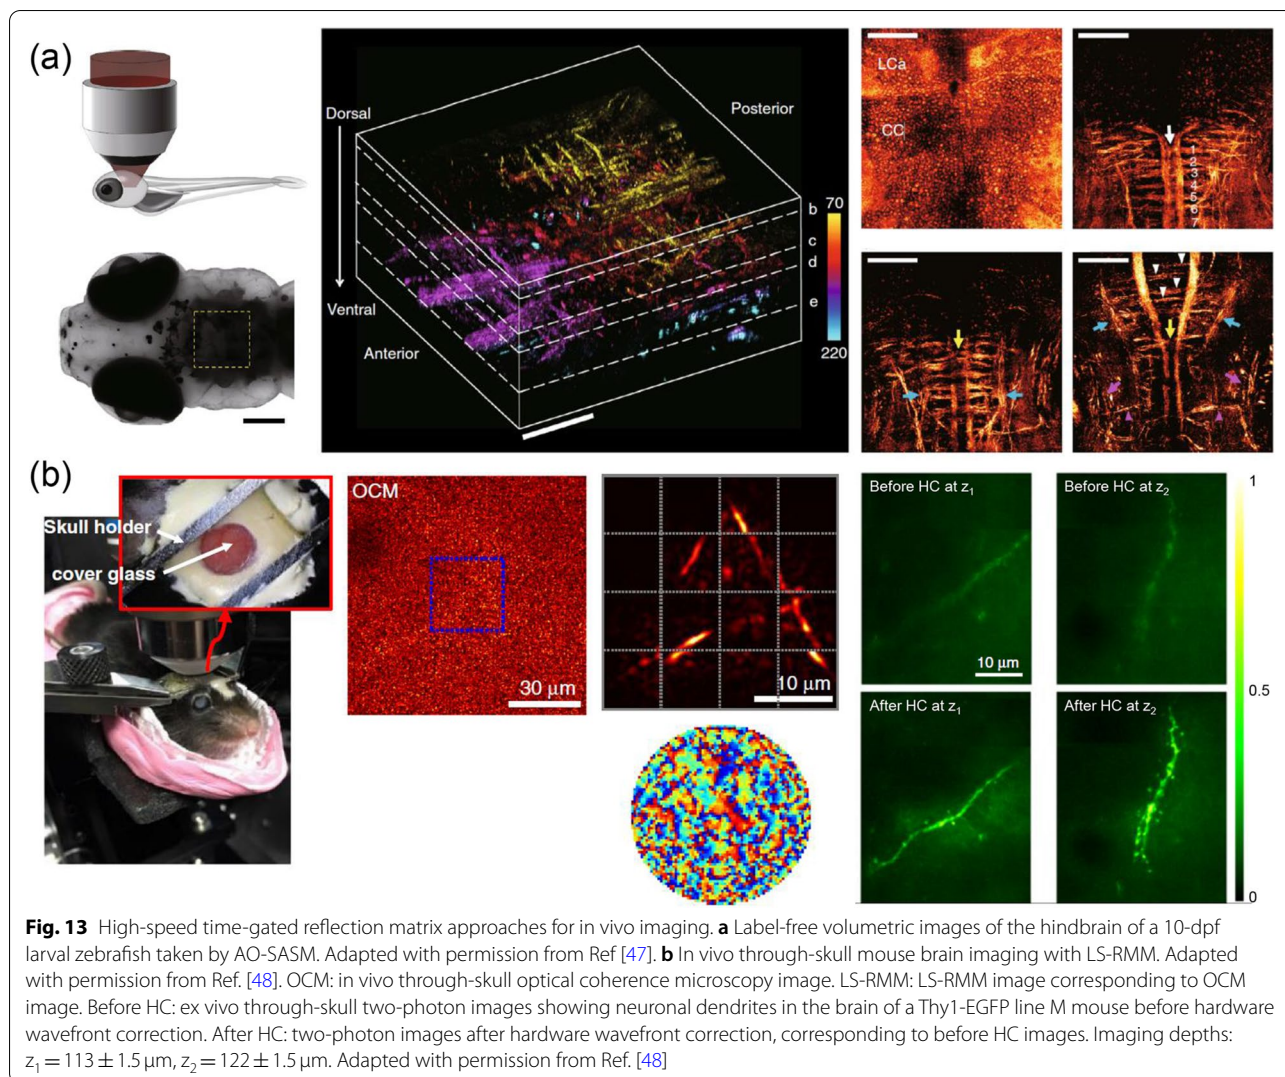 (a)
Dorsal
Posterior
Ventral
Anterior
b
c
d
e
70
220
LCa
CC
1
2
3
4
5
6
7
(b)
Skull holder
cover glass
OCM
30 μm
10 μm
Before HC at z1
Before HC at z2
10 μm
After HC at z1
After HC at z2
1
0.5
0
Fig. 13 High-speed time-gated reflection matrix approaches for in vivo imaging. a Label-free volumetric images of the hindbrain of a 10-dpf
larval zebrafish taken by AO-SASM. Adapted with permission from Ref [47]. b In vivo through-skull mouse brain imaging with LS-RMM. Adapted
with permission from Ref. [48]. OCM: in vivo through-skull optical coherence microscopy image. LS-RMM: LS-RMM image corresponding to OCM
image. Before HC: ex vivo through-skull two-photon images showing neuronal dendrites in the brain of a Thy1-EGFP line M mouse before hardware
wavefront correction. After HC: two-photon images after hardware wavefront correction, corresponding to before HC images. Imaging depths:
z1 = 113 ± 1.5 μm, z2 = 122 ± 1.5 μm. Adapted with permission from Ref. [48]